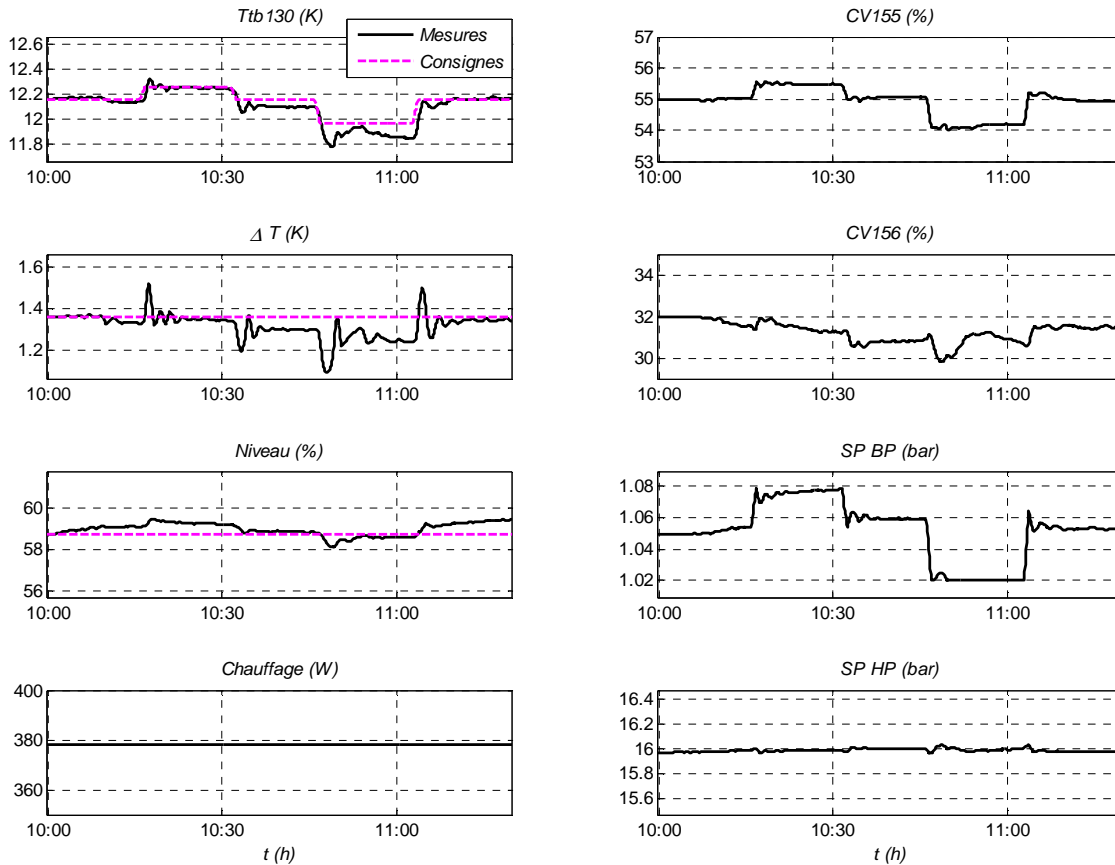 Ttb130 (K)
12.6
12.4
12.2
12
11.8
10:00 10:30 11:00
Mesures
Consignes
CV155 (%)
57
56
55
54
53
10:00 10:30 11:00
Δ T (K)
1.6
1.4
1.2
10:00 10:30 11:00
CV156 (%)
34
32
30
10:00 10:30 11:00
Niveau (%)
60
58
56
10:00 10:30 11:00
SP BP (bar)
1.08
1.06
1.04
1.02
10:00 10:30 11:00
Chauffage (W)
400
380
360
10:00 10:30 11:00
t (h)
SP HP (bar)
16.4
16.2
16
15.8
15.6
10:00 10:30 11:00
t (h)